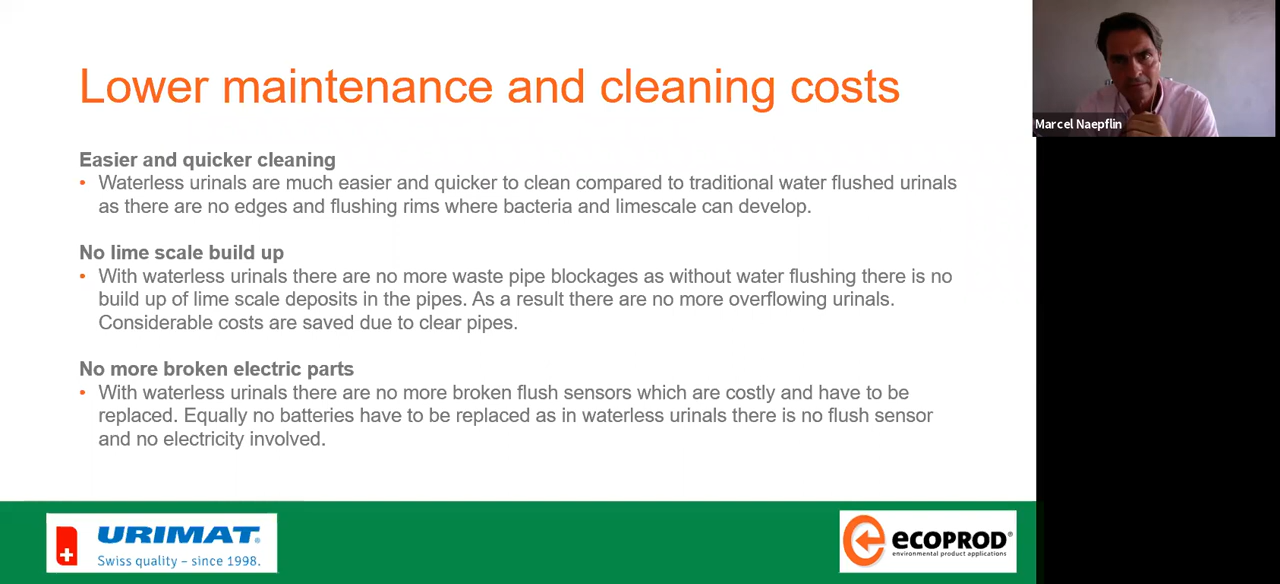 Lower maintenance and cleaning costs
Marcel Naepflin
Easier and quicker cleaning
• Waterless urinals are much easier and quicker to clean compared to traditional water flushed urinals
as there are no edges and flushing rims where bacteria and limescale can develop.
No lime scale build up
• With waterless urinals there are no more waste pipe blockages as without water flushing there is no
build up of lime scale deposits in the pipes. As a result there are no more overflowing urinals.
Considerable costs are saved due to clear pipes.
No more broken electric parts
• With waterless urinals there are no more broken flush sensors which are costly and have to be
replaced. Equally no batteries have to be replaced as in waterless urinals there is no flush sensor
and no electricity involved.
URIMAT®
Swiss quality – since 1998.
ECOPROD®
environmental product applications